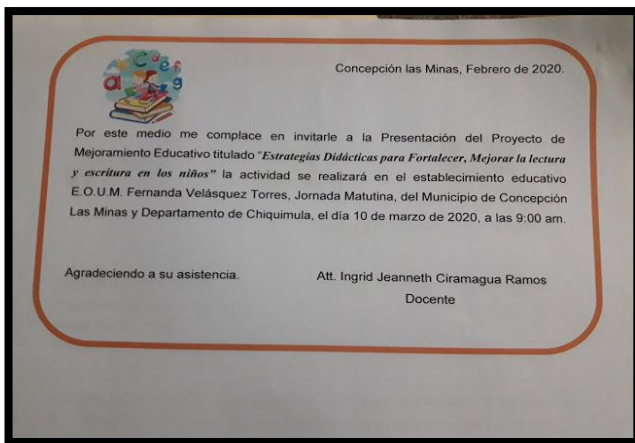 Concepción las Minas, Febrero de 2020.
Por este medio me complace en invitarle a la Presentación del Proyecto de
Mejoramiento Educativo titulado "Estrategias Didácticas para Fortalecer, Mejorar la lectura
y escritura en los niños" la actividad se realizará en el establecimiento educativo
E.O.U.M. Fernanda Velásquez Torres, Jornada Matutina, del Municipio de Concepción
Las Minas y Departamento de Chiquimula, el día 10 de marzo de 2020, a las 9:00 am.
Agradeciendo a su asistencia.
Att. Ingrid Jeanneth Ciramagua Ramos
Docente